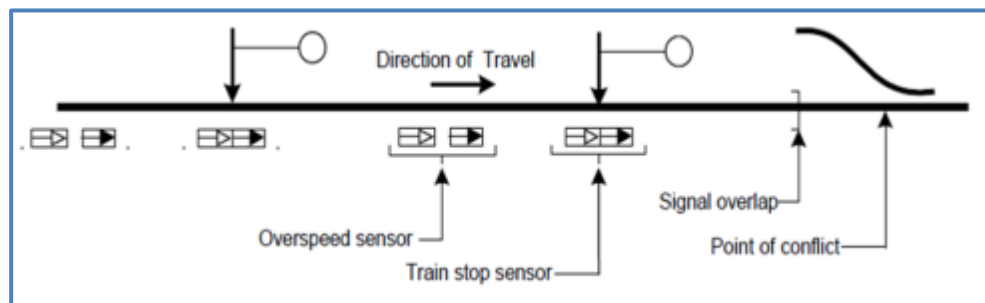 Direction of Travel
Signal overlap
Overspeed sensor
Point of conflict
Train stop sensor